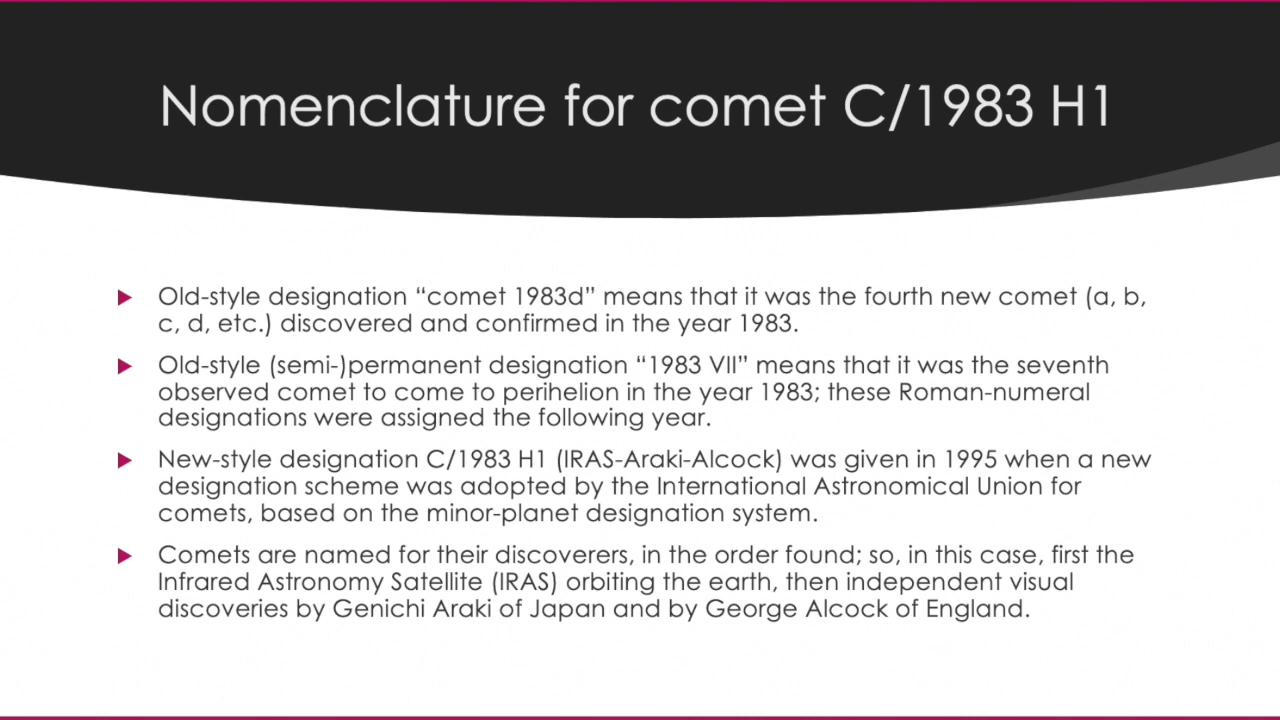 Nomenclature for comet C/1983 H1
Old-style designation “comet 1983d” means that it was the fourth new comet (a, b,
c, d, etc.) discovered and confirmed in the year 1983.
Old-style (semi-)permanent designation “1983 VII” means that it was the seventh
observed comet to come to perihelion in the year 1983; these Roman-numeral
designations were assigned the following year.
New-style designation C/1983 H1 (IRAS-Araki-Alcock) was given in 1995 when a new
designation scheme was adopted by the International Astronomical Union for
comets, based on the minor-planet designation system.
Comets are named for their discoverers, in the order found; so, in this case, first the
Infrared Astronomy Satellite (IRAS) orbiting the earth, then independent visual
discoveries by Genichi Araki of Japan and by George Alcock of England.